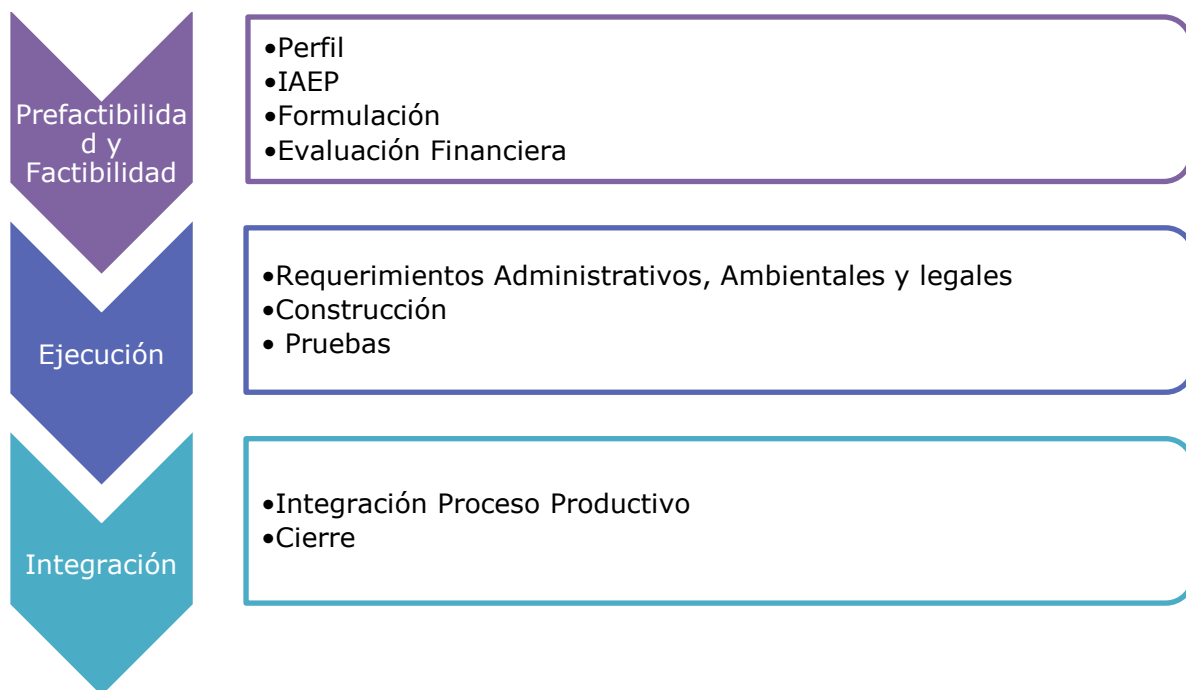 Prefactibilida
d y
Factibilidad
•Perfil
•IAEP
•Formulación
•Evaluación Financiera
Ejecución
•Requerimientos Administrativos, Ambientales y legales
•Construcción
• Pruebas
Integración
•Integración Proceso Productivo
•Cierre